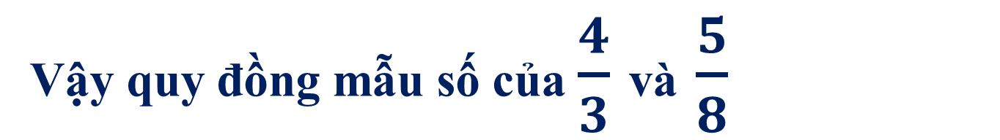 Vậy quy đồng mẫu số của 4/3 và 5/8